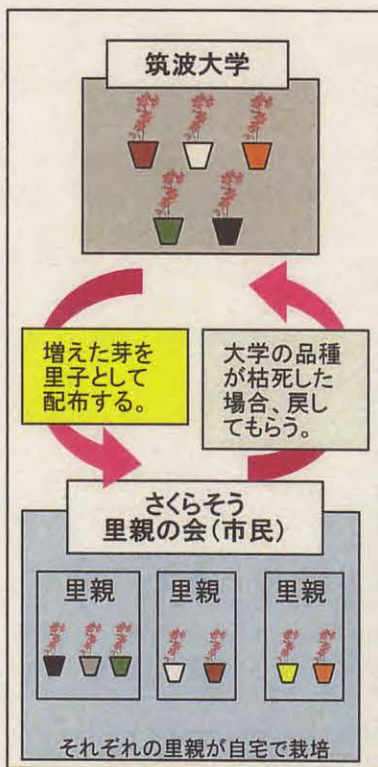 筑波大学
増えた芽を
里子として
配布する。
大学の品種
が枯死した
場合、戻し
てもらう。
さくらそう
里親の会(市民)
里親
里親
里親
それぞれの里親が自宅で栽培